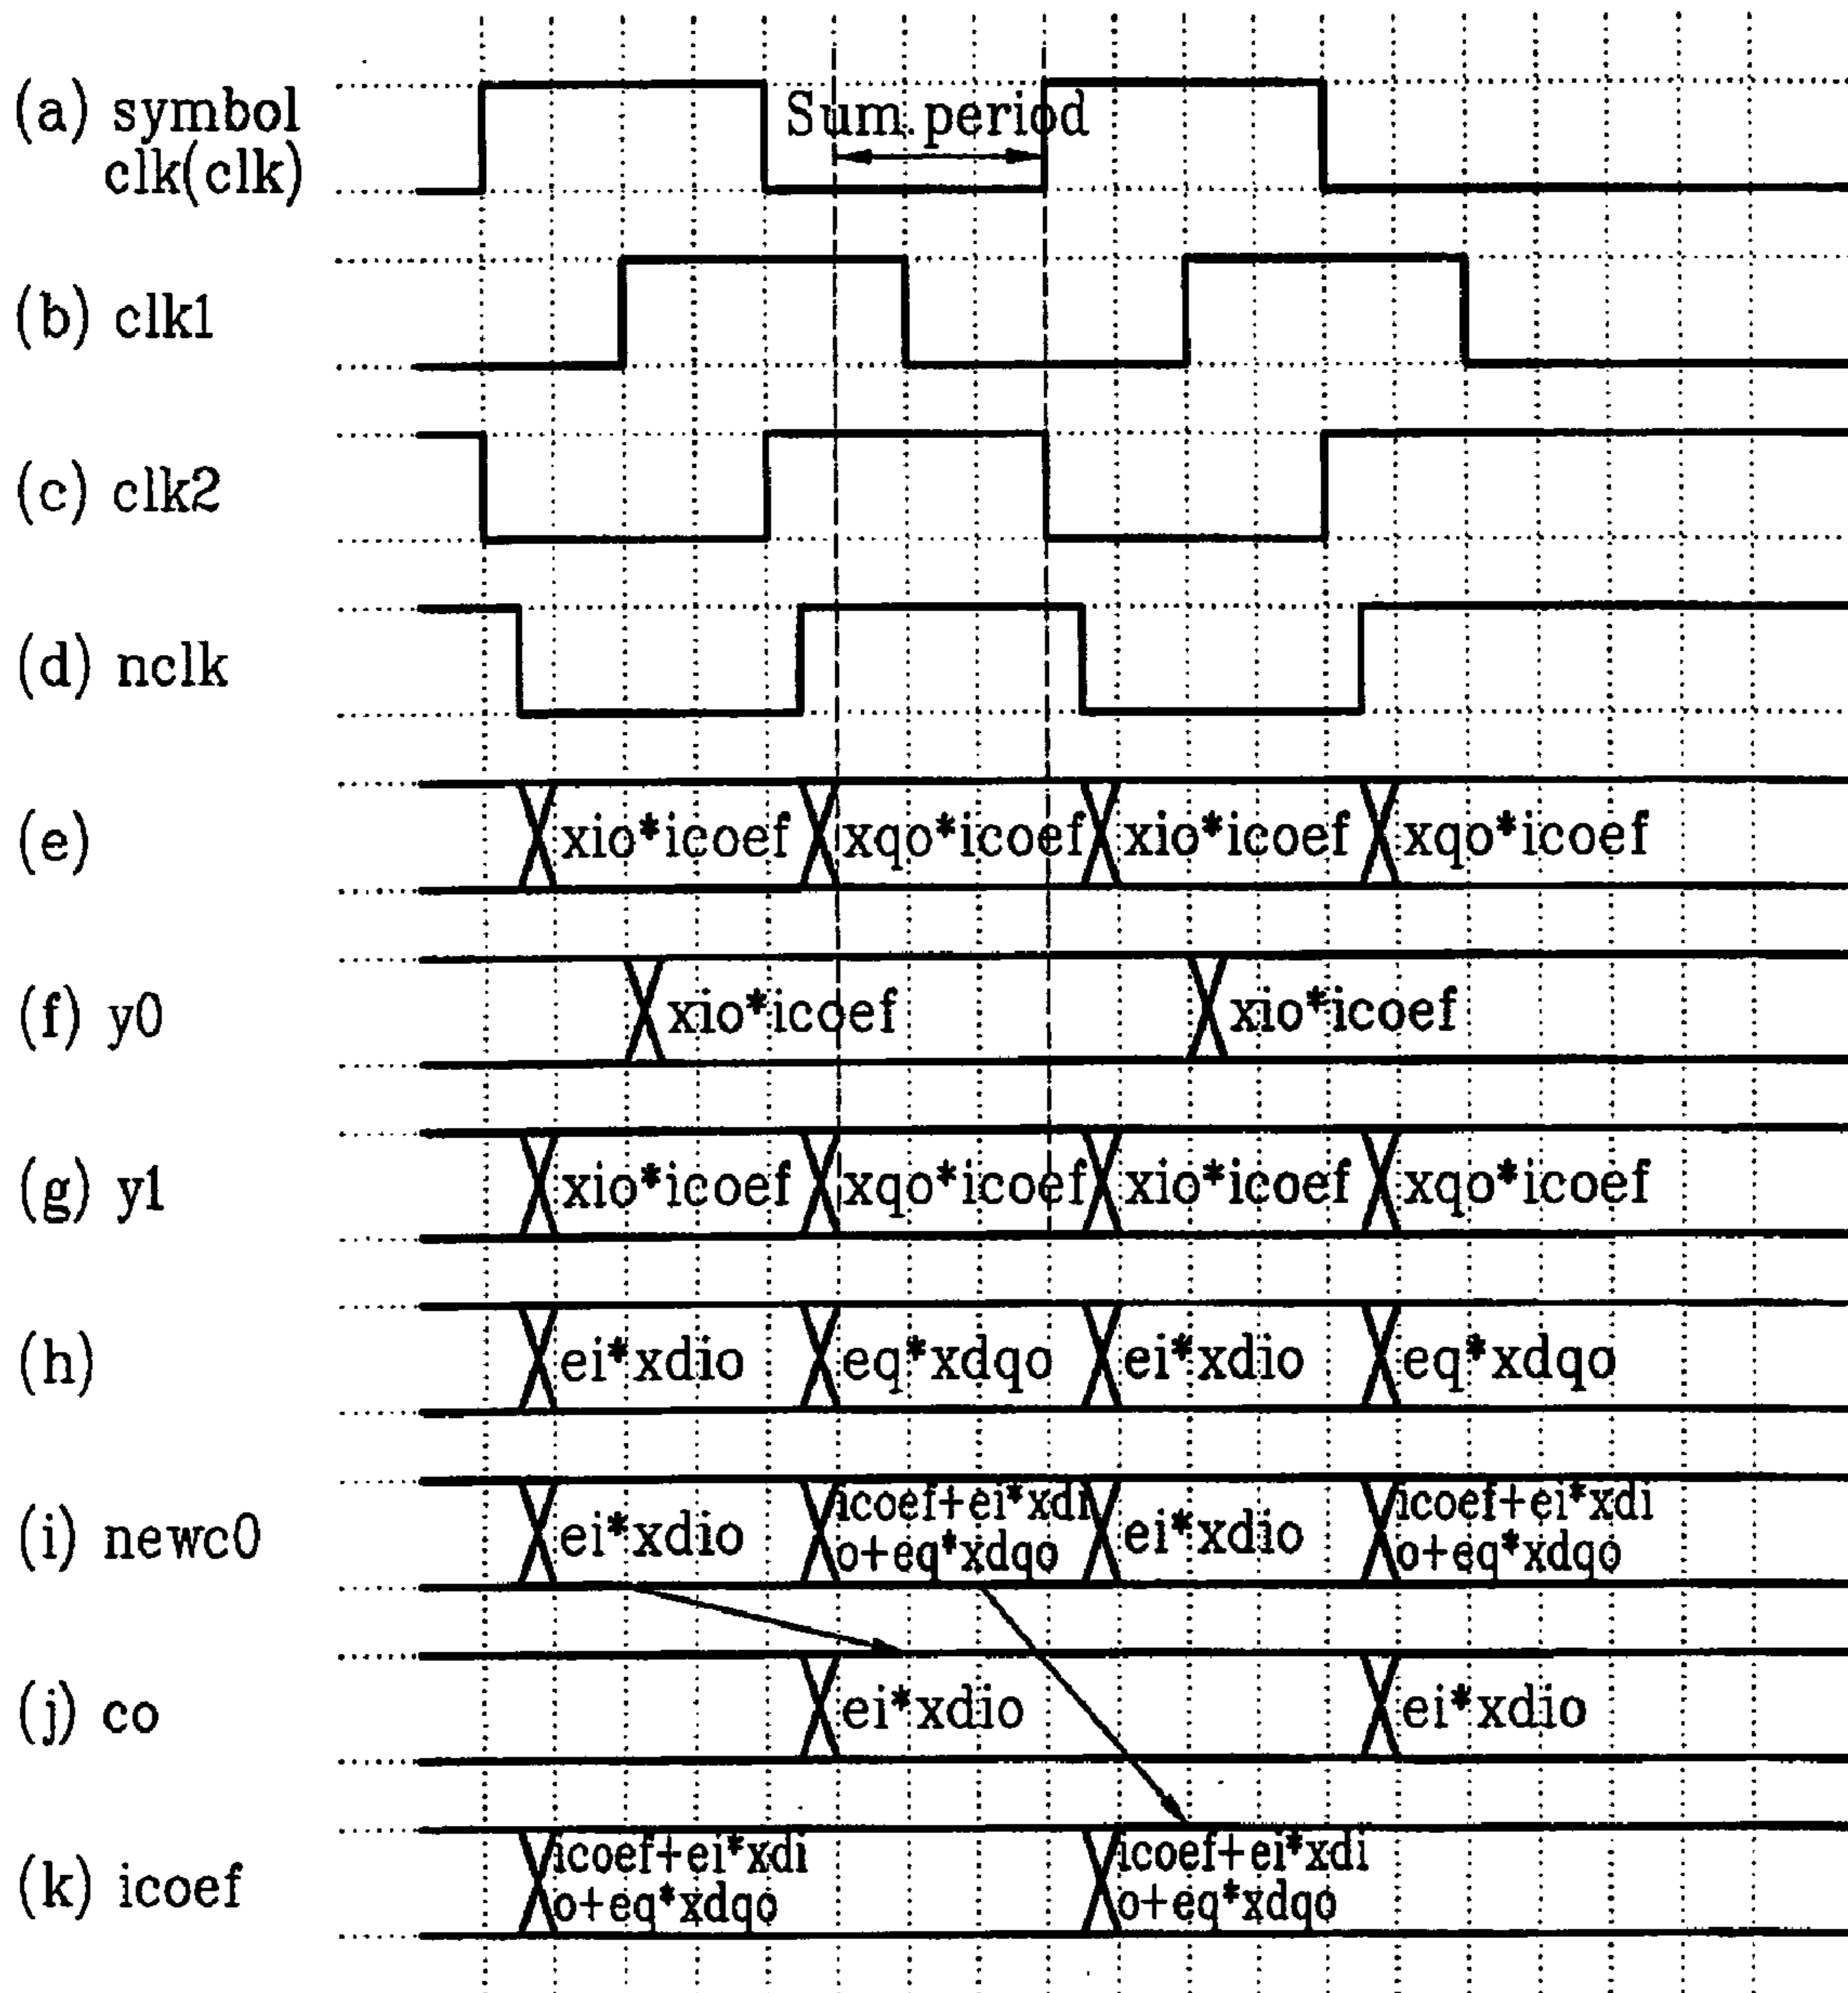 (a) symbol
clk(clk)
Sum.period
(b) clk1
(c) clk2
(d) nclk
(e) xio*icoef xqo*icoef xio*icoef xqo*icoef
(f) y0 xio*icoef xio*icoef
(g) y1 xio*icoef xqo*icoef xio*icoef xqo*icoef
(h) ei*xdio eq*xdqo ei*xdio eq*xdqo
(i) newc0 ei*xdio icoef+ei*xdi
o+eq*xdqo ei*xdio icoef+ei*xdi
o+eq*xdqo
(j) co ei*xdio ei*xdio
(k) icoef icoef+ei*xdi
o+eq*xdqo icoef+ei*xdi
o+eq*xdqo